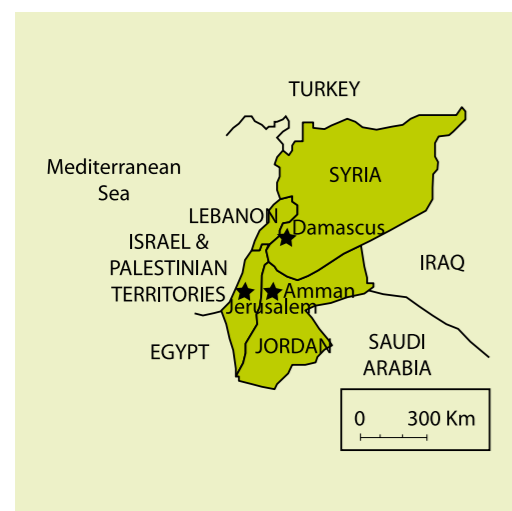 TURKEY
Mediterranean
Sea
SYRIA
LEBANON
Damascus
ISRAEL &
PALESTINIAN
TERRITORIES
IRAQ
Amman
Jerusalem
EGYPT
JORDAN
SAUDI
ARABIA
0 300 Km